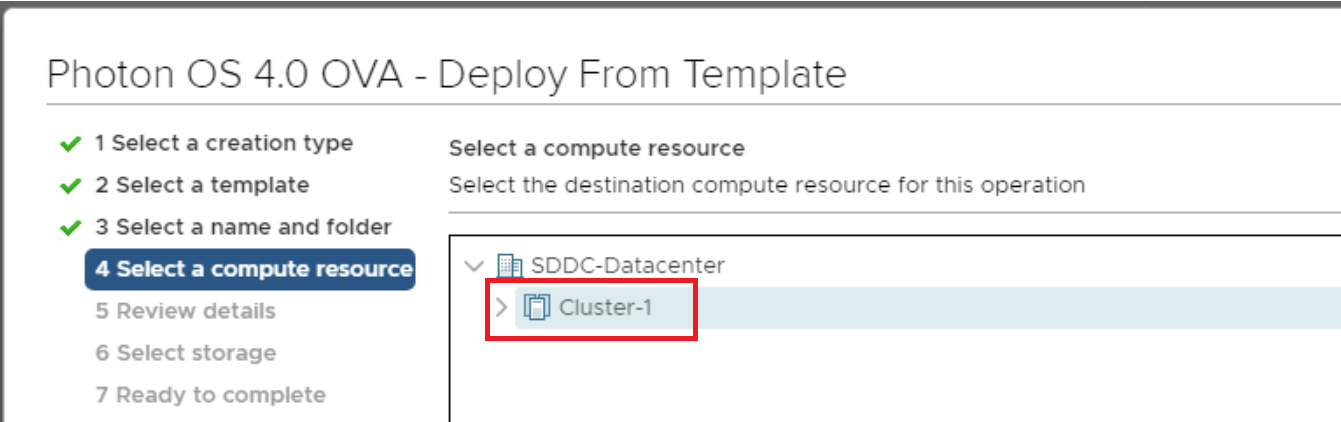 Photon OS 4.0 OVA - Deploy From Template
1 Select a creation type
2 Select a template
3 Select a name and folder
4 Select a compute resource
5 Review details
6 Select storage
7 Ready to complete
Select a compute resource
Select the destination compute resource for this operation
SDDC-Datacenter
Cluster-1